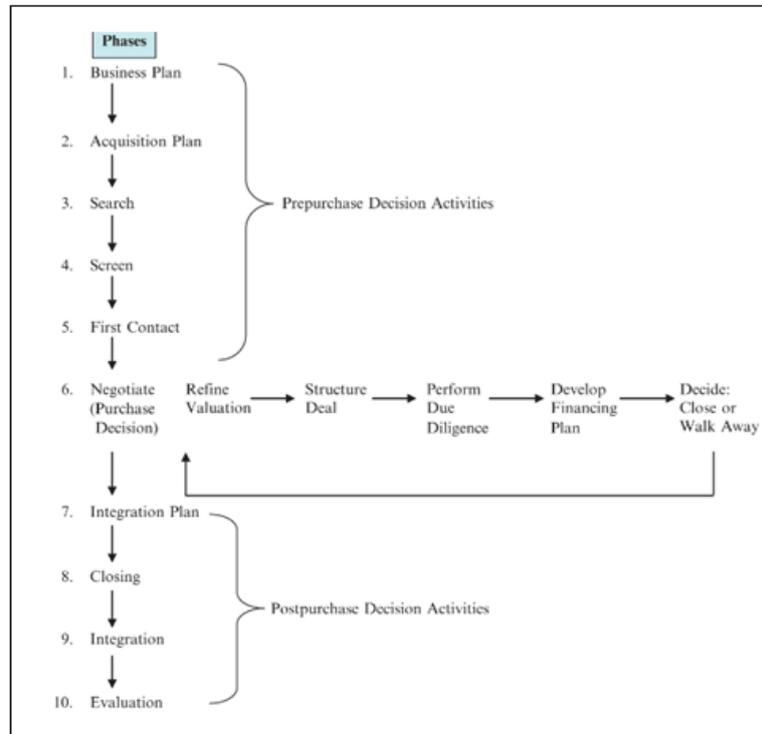 Phases
1. Business Plan
2. Acquisition Plan
3. Search
Prepurchase Decision Activities
4. Screen
5. First Contact
6. Negotiate
(Purchase
Decision)
Refine
Valuation
Structure
Deal
Perform
Due
Diligence
Develop
Financing
Plan
Decide:
Close or
Walk Away
7. Integration Plan
8. Closing
Postpurchase Decision Activities
9. Integration
10. Evaluation